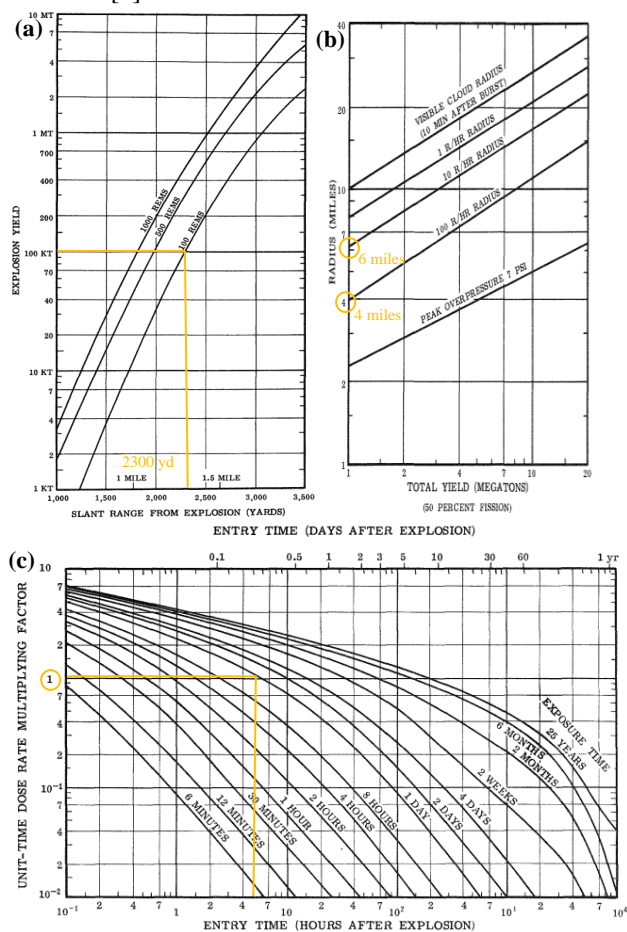 (a)
10 MT
7
4
2
1 MT
700
400
200
100 KT
70
40
20
10 KT
7
4
2
1 KT
EXPLOSION YIELD
1000 REMS
500 REMS
100 REMS
2300 yd
1 MILE
1.5 MILE
1,000 1,500 2,000 2,500 3,000 3,500
SLANT RANGE FROM EXPLOSION (YARDS)
(b)
40
20
10
7
4
2
1
RADIUS (MILES)
VISIBLE CLOUD RADIUS
(10 MIN AFTER BURST)
1 R/HR RADIUS
10 R/HR RADIUS
100 R/HR RADIUS
PEAK OVERPRESSURE 7 PSI
6 miles
4 miles
1 2 4 10 20
TOTAL YIELD (MEGATONS)
(50 PERCENT FISSION)
ENTRY TIME (DAYS AFTER EXPLOSION)
(c)
0.1 0.5 1 2 3 5 10 30 60 1 yr
10
7
4
2
1
7
4
2
10⁻¹
7
4
2
10⁻²
UNIT-TIME DOSE RATE MULTIPLYING FACTOR
EXPOSURE TIME
25 YEARS
6 MONTHS
2 MONTHS
2 WEEKS
4 DAYS
2 DAYS
1 DAY
8 HOURS
4 HOURS
2 HOURS
1 HOUR
30 MINUTES
12 MINUTES
6 MINUTES
10⁻¹ 2 4 7 1 2 4 7 10 2 4 7 10² 2 4 7 10¹ 2 4 7 10⁴
ENTRY TIME (HOURS AFTER EXPLOSION)